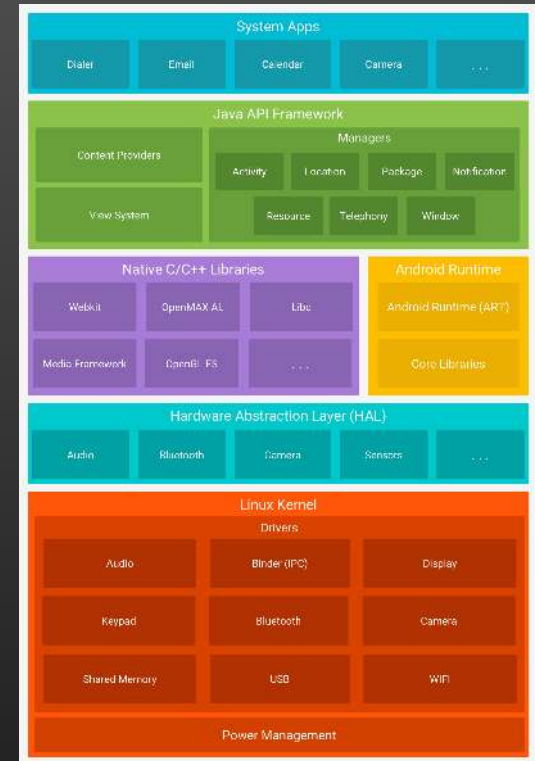 System Apps
Dialer Email Calendar Camera ...
Java API Framework
Content Providers
View System
Managers
Activity Location Package Notification
Resource Telephony Window
Native C/C++ Libraries
Webkit OpenMAX AL Libc
Media Framework OpenGL ES ...
Android Runtime
Android Runtime (ART)
Core Libraries
Hardware Abstraction Layer (HAL)
Audio Bluetooth Camera Sensors ...
Linux Kernel
Drivers
Audio Binder (IPC) Display
Keypad Bluetooth Camera
Shared Memory USB WIFI
Power Management